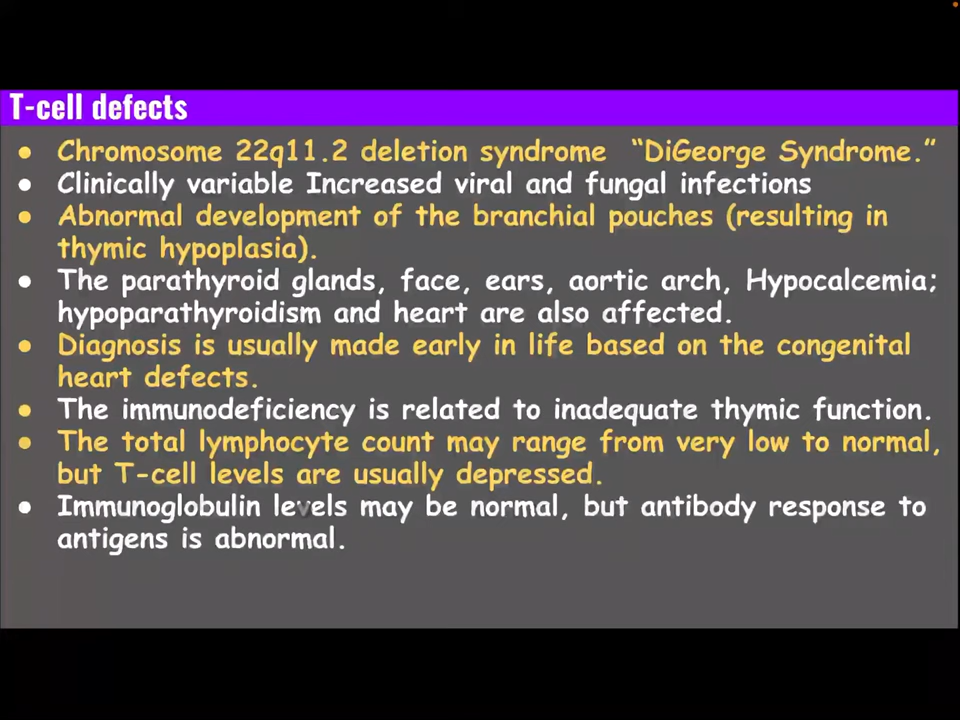 T-cell defects
● Chromosome 22q11.2 deletion syndrome “DiGeorge Syndrome.”
● Clinically variable Increased viral and fungal infections
● Abnormal development of the branchial pouches (resulting in
thymic hypoplasia).
● The parathyroid glands, face, ears, aortic arch, Hypocalcemia;
hypoparathyroidism and heart are also affected.
● Diagnosis is usually made early in life based on the congenital
heart defects.
● The immunodeficiency is related to inadequate thymic function.
● The total lymphocyte count may range from very low to normal,
but T-cell levels are usually depressed.
● Immunoglobulin levels may be normal, but antibody response to
antigens is abnormal.